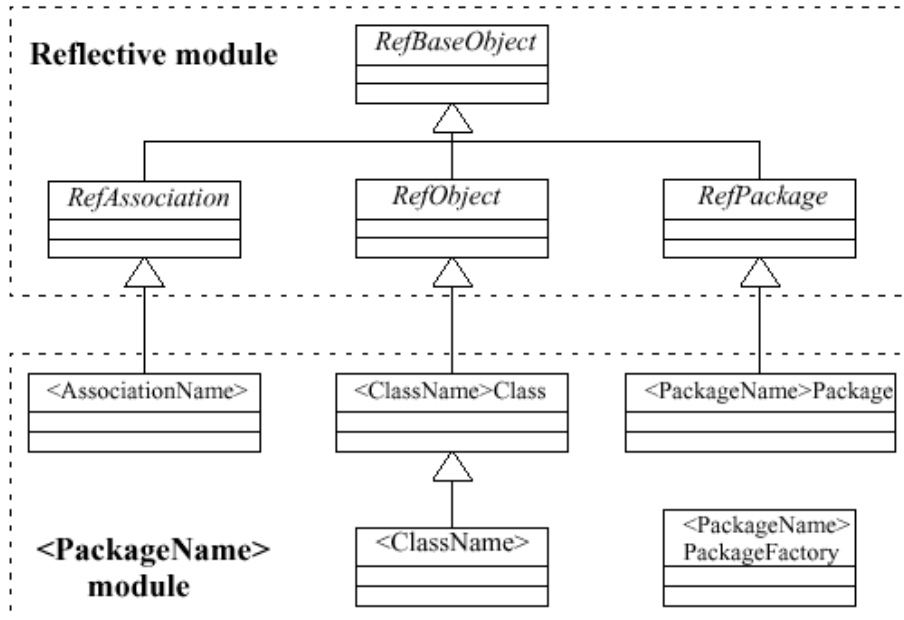 RefBaseObject
Reflective module
RefAssociation
RefObject
RefPackage
<AssociationName>
<ClassName>Class
<PackageName>Package
<PackageName>
module
<ClassName>
<PackageName>
PackageFactory